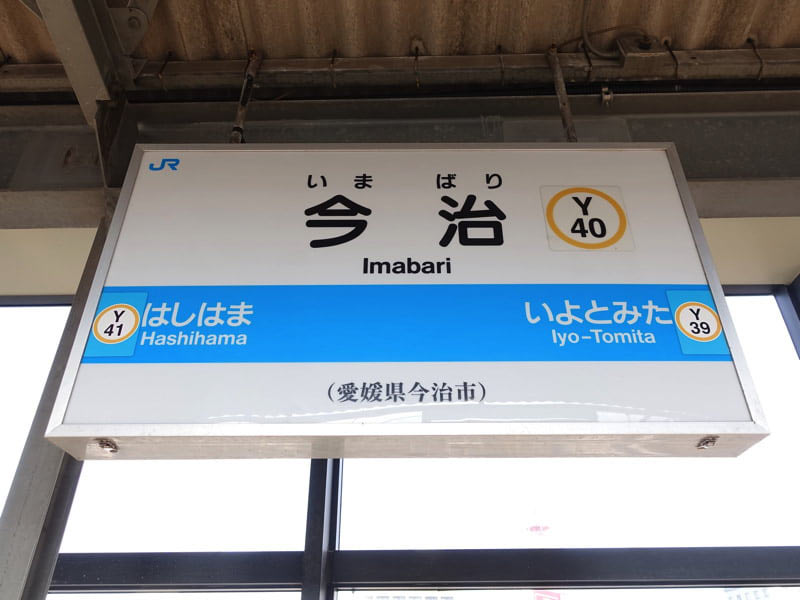 JR
いまばり
今治
Imabari
Y
40
Y
41
はしはま
Hashihama
いよとみた
Iyo-Tomita
Y
39
（愛媛県今治市）